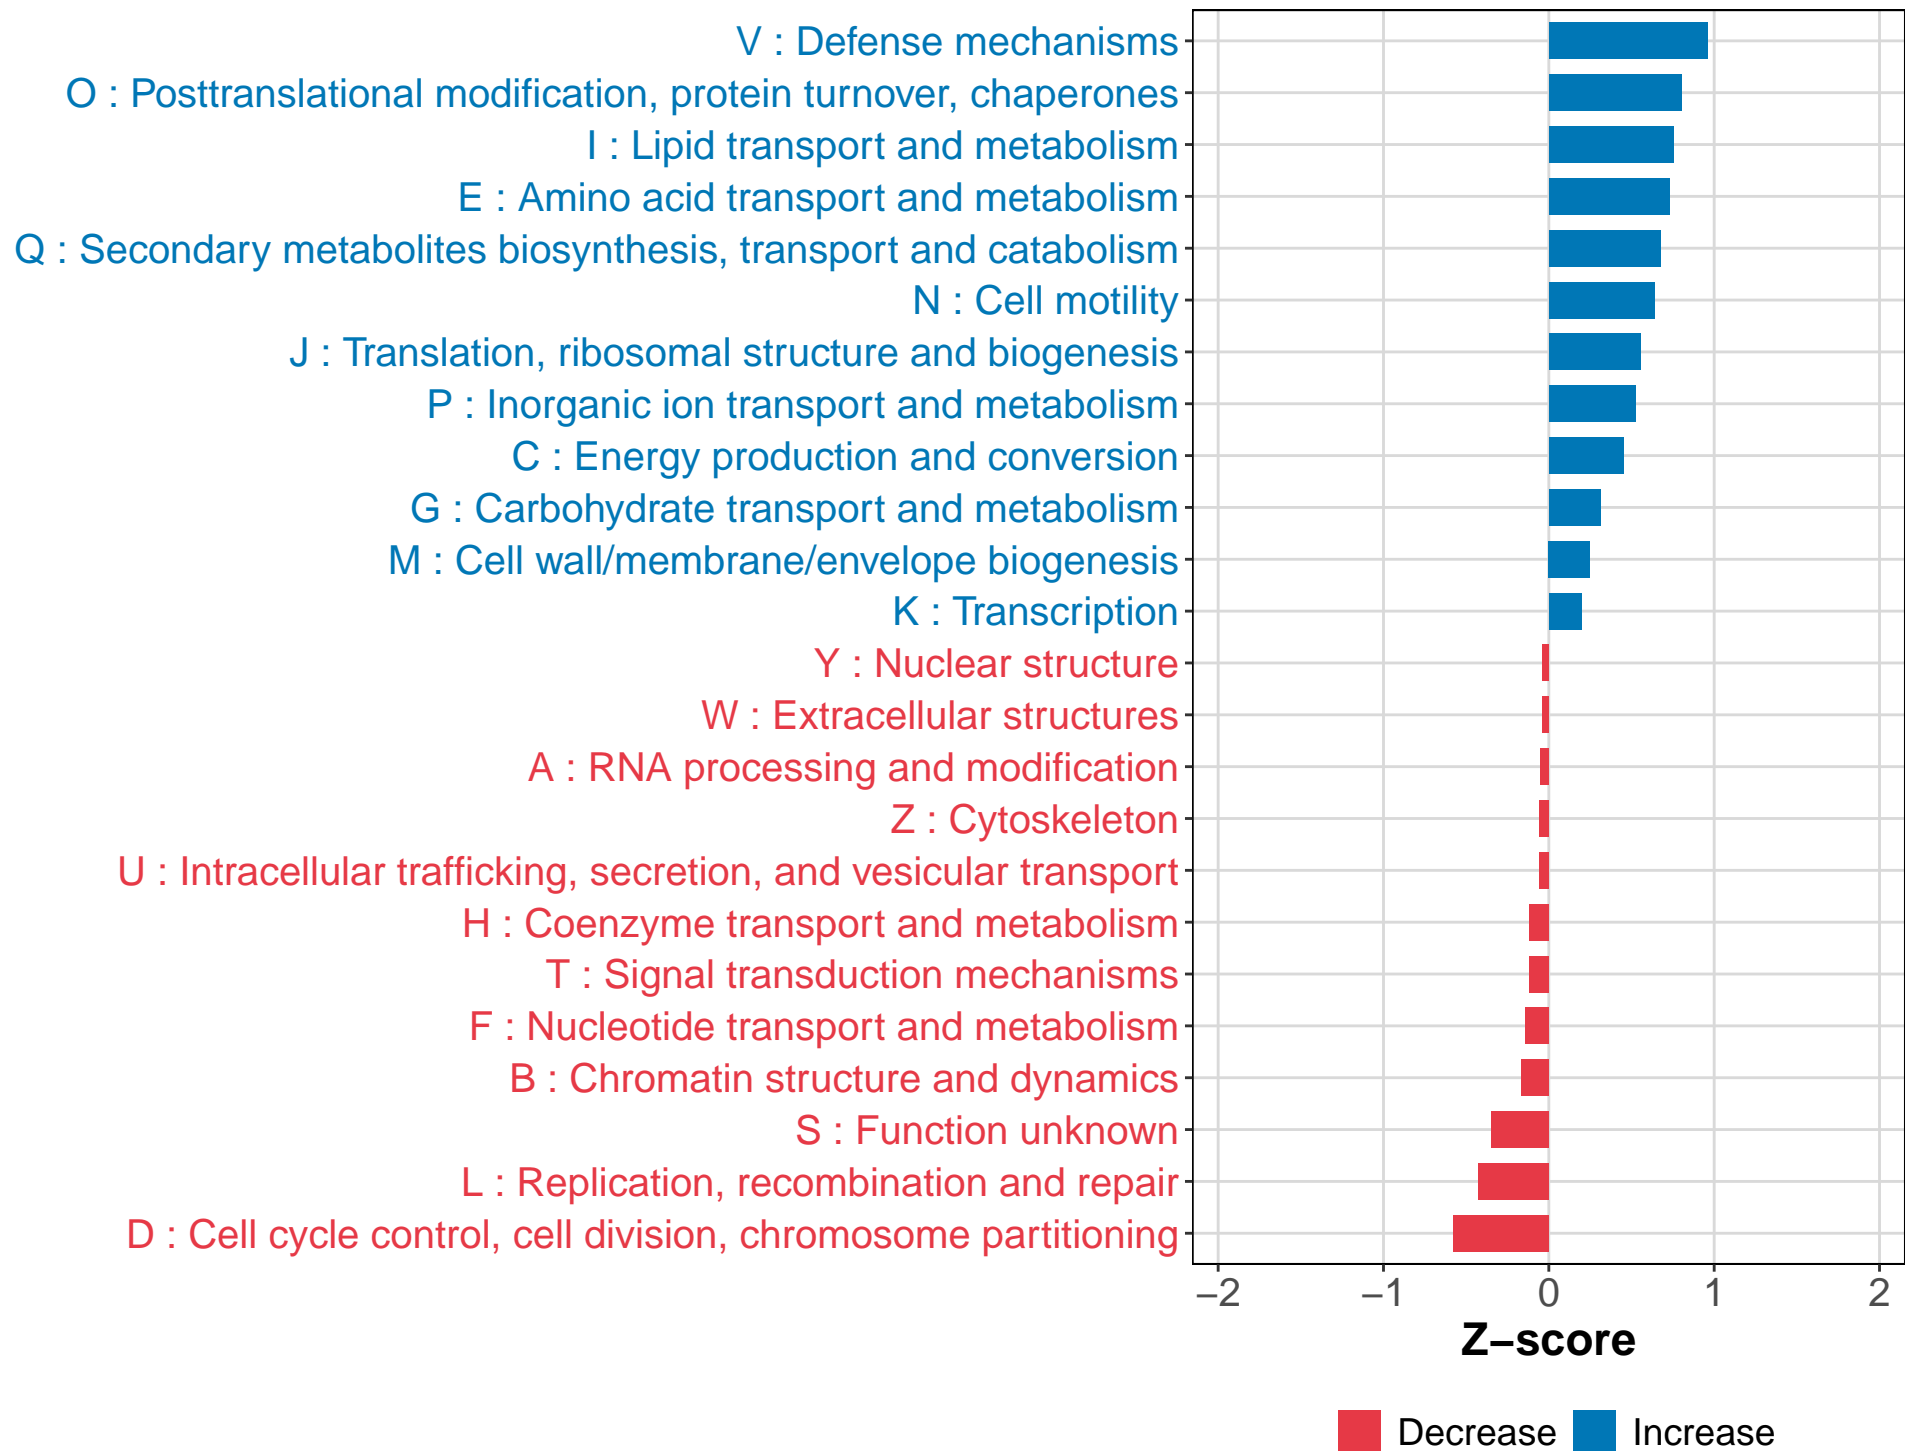 V : Defense mechanisms
O : Posttranslational modification, protein turnover, chaperones
I : Lipid transport and metabolism
E : Amino acid transport and metabolism
Q : Secondary metabolites biosynthesis, transport and catabolism
N : Cell motility
J : Translation, ribosomal structure and biogenesis
P : Inorganic ion transport and metabolism
C : Energy production and conversion
G : Carbohydrate transport and metabolism
M : Cell wall/membrane/envelope biogenesis
K : Transcription
Y : Nuclear structure
W : Extracellular structures
A : RNA processing and modification
Z : Cytoskeleton
U : Intracellular trafficking, secretion, and vesicular transport
H : Coenzyme transport and metabolism
T : Signal transduction mechanisms
F : Nucleotide transport and metabolism
B : Chromatin structure and dynamics
S : Function unknown
L : Replication, recombination and repair
D : Cell cycle control, cell division, chromosome partitioning
−2 −1 0 1 2
Z−score
Decrease Increase